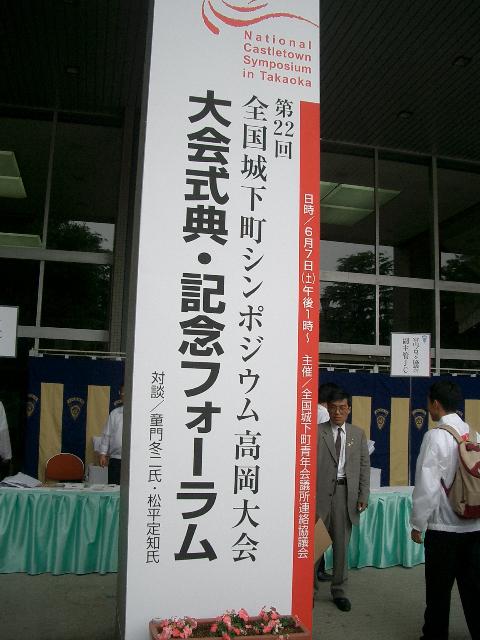 National
Castletown
Symposium
in Takaoka
第22回
全国城下町シンポジウム高岡大会
大会式典・記念フォーラム
対談／童門冬二氏・松平定知氏
日時／6月7日(土)午後1時〜 主催／全国城下町青年会議所連絡協議会